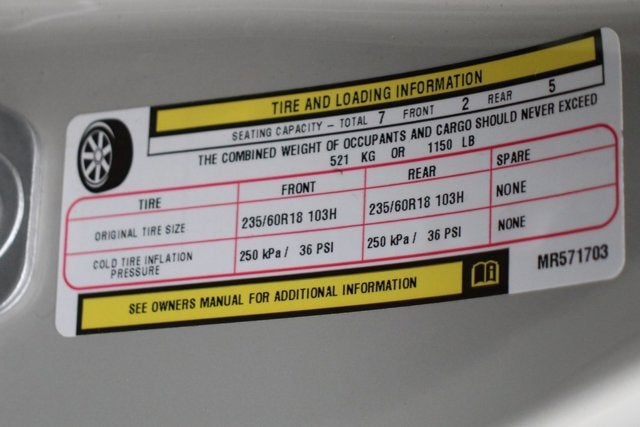 TIRE AND LOADING INFORMATION
SEATING CAPACITY – TOTAL 7 FRONT 2 REAR 5
THE COMBINED WEIGHT OF OCCUPANTS AND CARGO SHOULD NEVER EXCEED
521 KG OR 1150 LB
TIRE FRONT REAR SPARE
ORIGINAL TIRE SIZE 235/60R18 103H 235/60R18 103H NONE
COLD TIRE INFLATION PRESSURE 250 kPa / 36 PSI 250 kPa / 36 PSI NONE
SEE OWNERS MANUAL FOR ADDITIONAL INFORMATION
MR571703